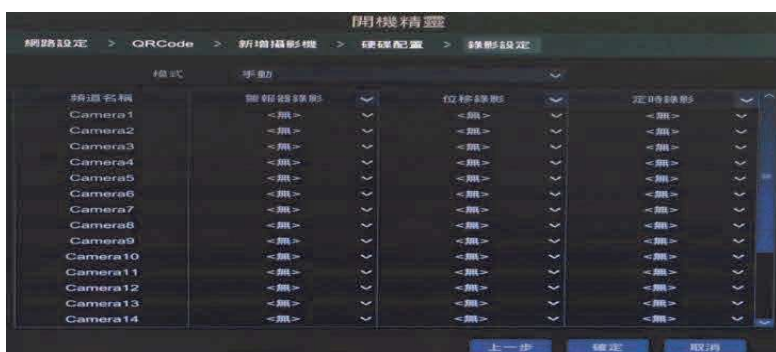 開機精靈
網路設定 > QRCode > 新增攝影機 > 硬碟配置 > 錄影設定
模式 手動
頻道名稱 警報器錄影 位移錄影 定時錄影
Camera1 <無> <無> <無>
Camera2 <無> <無> <無>
Camera3 <無> <無> <無>
Camera4 <無> <無> <無>
Camera5 <無> <無> <無>
Camera6 <無> <無> <無>
Camera7 <無> <無> <無>
Camera8 <無> <無> <無>
Camera9 <無> <無> <無>
Camera10 <無> <無> <無>
Camera11 <無> <無> <無>
Camera12 <無> <無> <無>
Camera13 <無> <無> <無>
Camera14 <無> <無> <無>
上一步 確定 取消